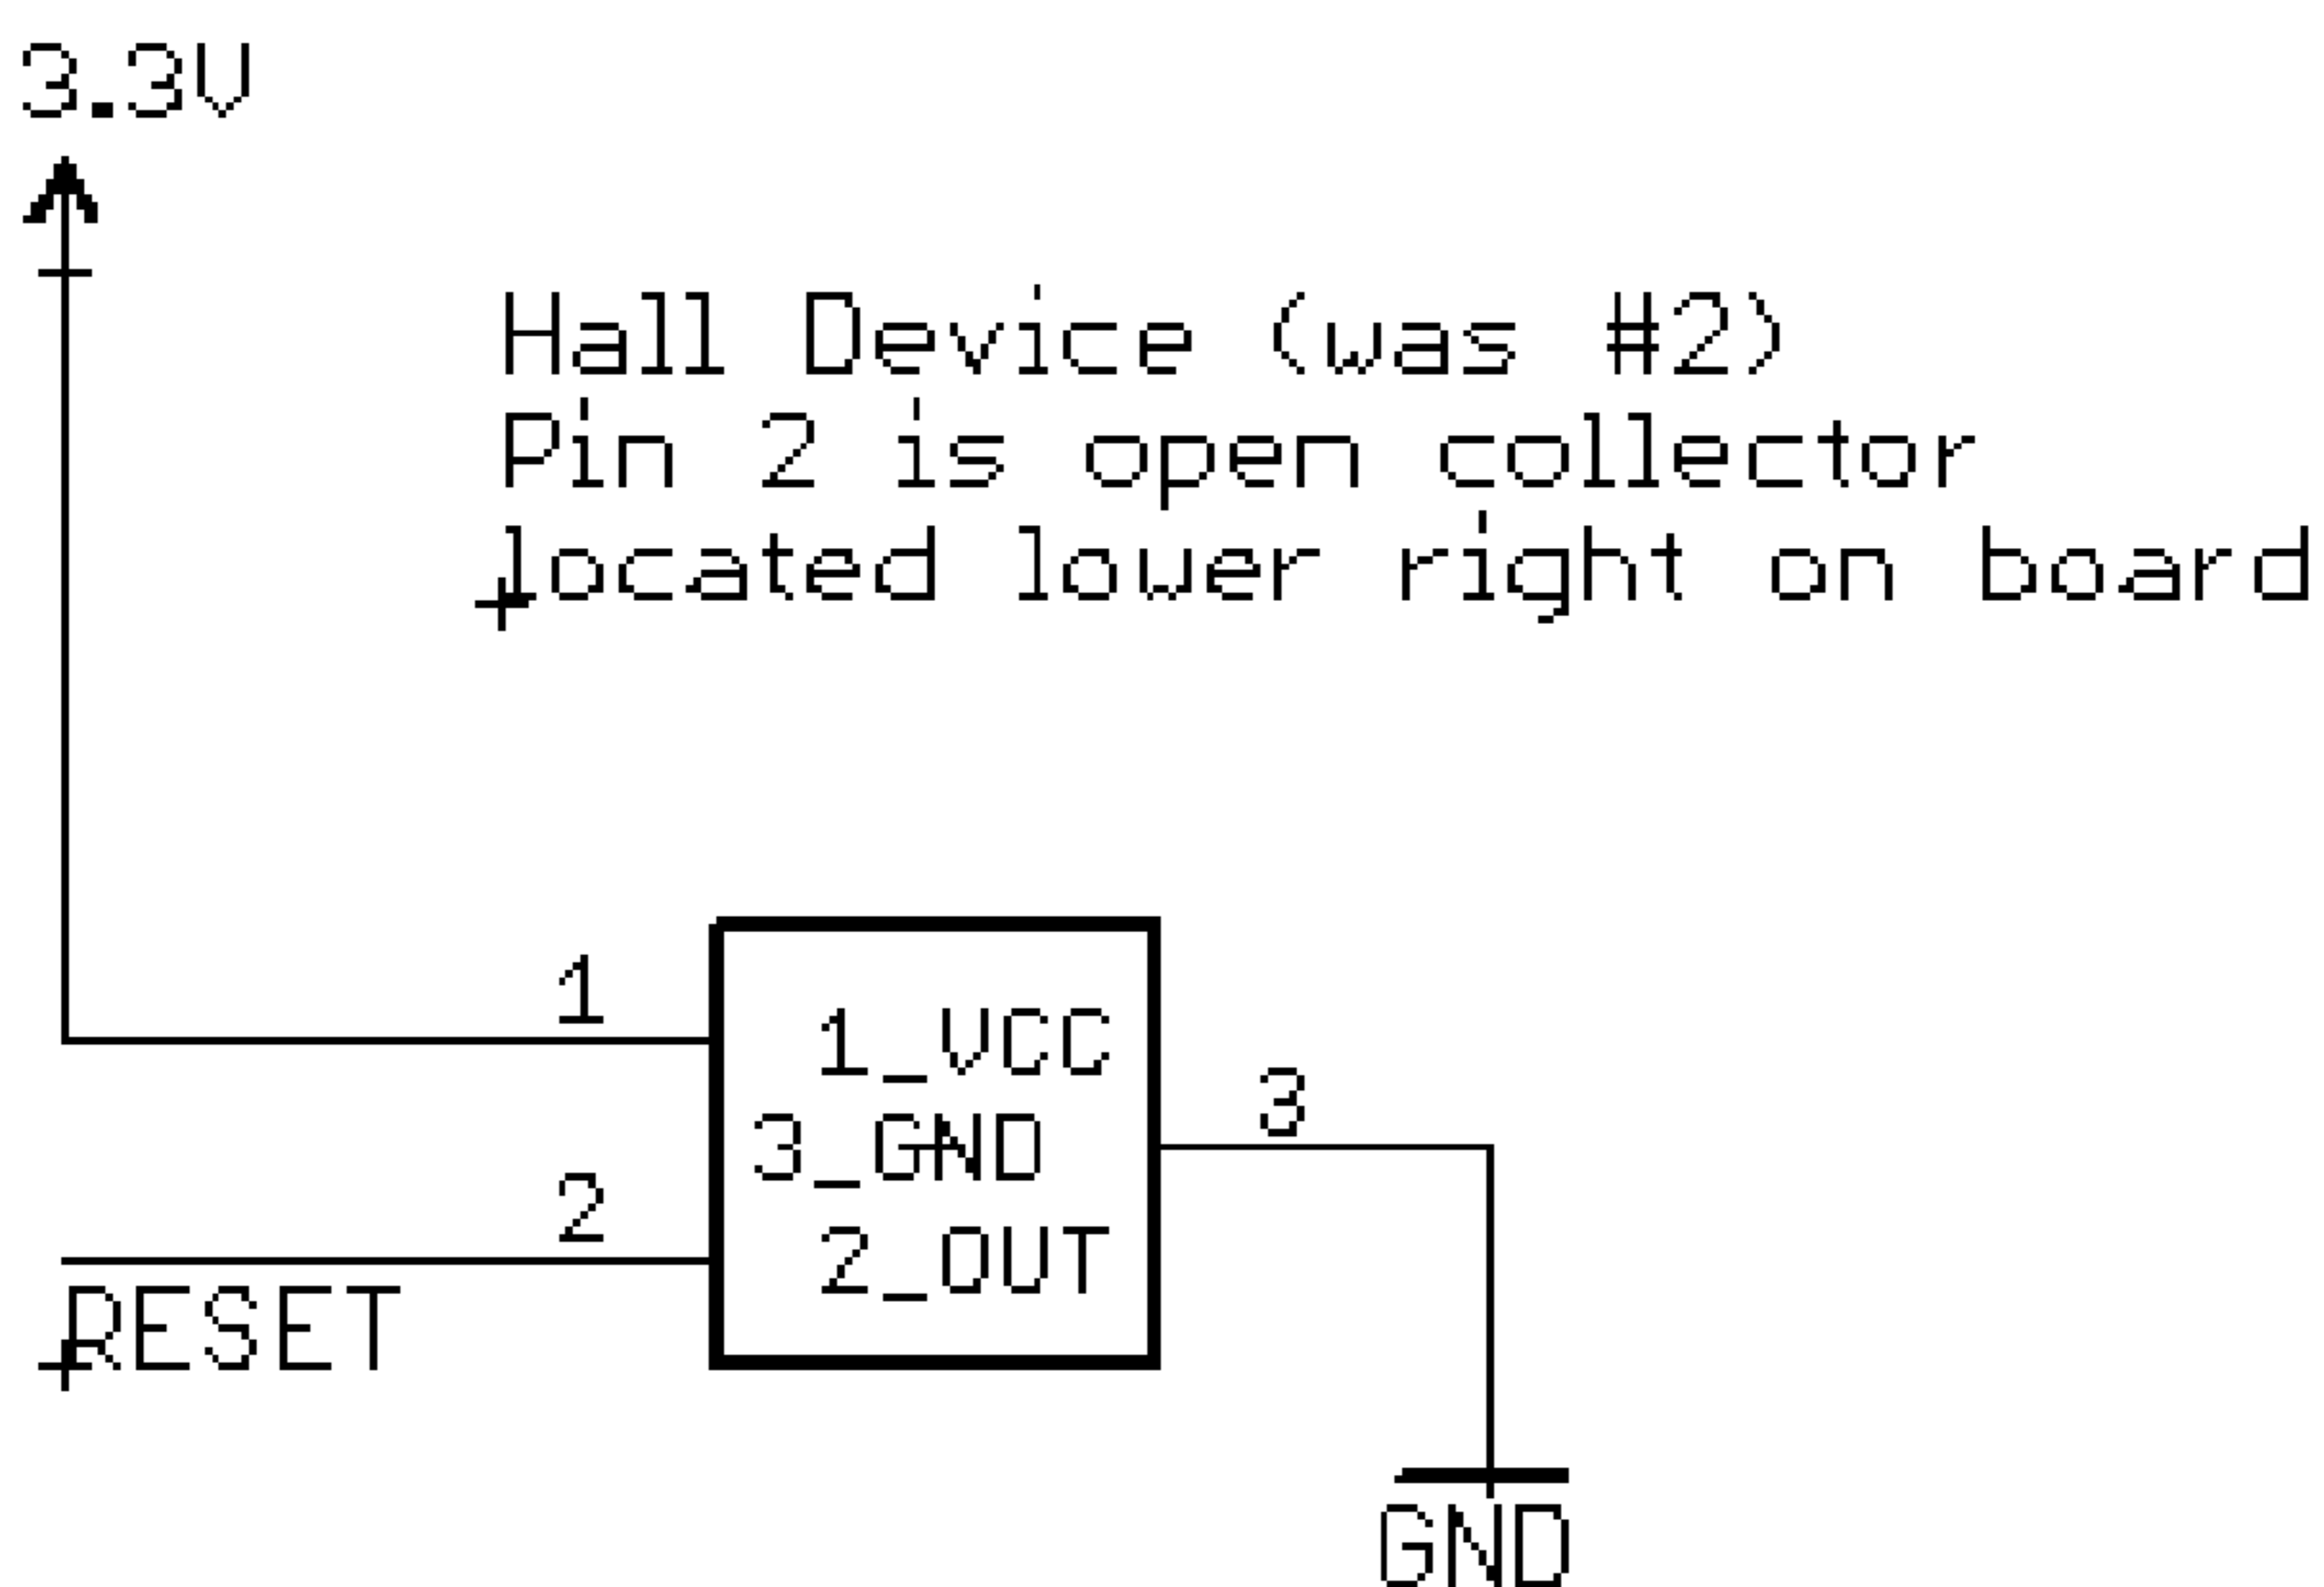 3.3V
Hall Device (was #2)
Pin 2 is open collector
located lower right on board
1
1_VCC
3
3_GND
2
2_OUT
RESET
GND